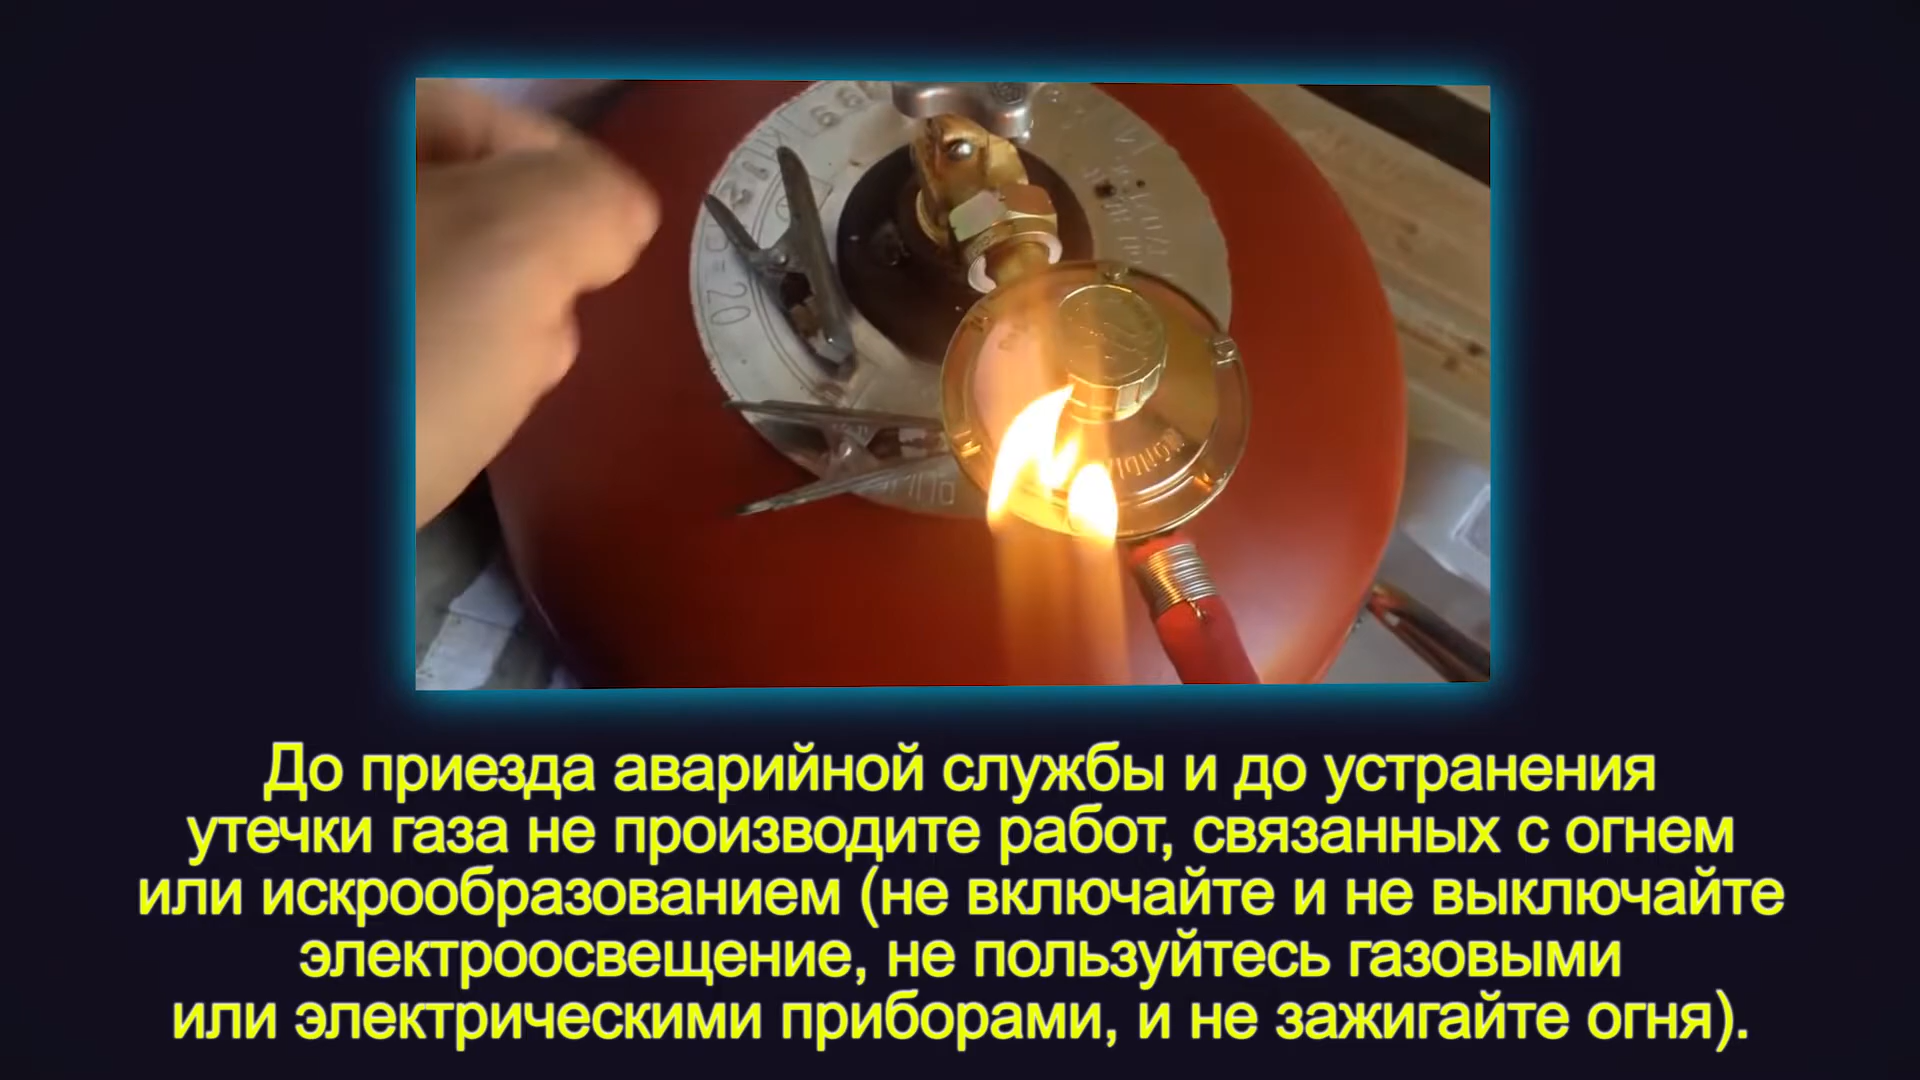 До приезда аварийной службы и до устранения
утечки газа не производите работ, связанных с огнем
или искрообразованием (не включайте и не выключайте
электроосвещение, не пользуйтесь газовыми
или электрическими приборами, и не зажигайте огня).